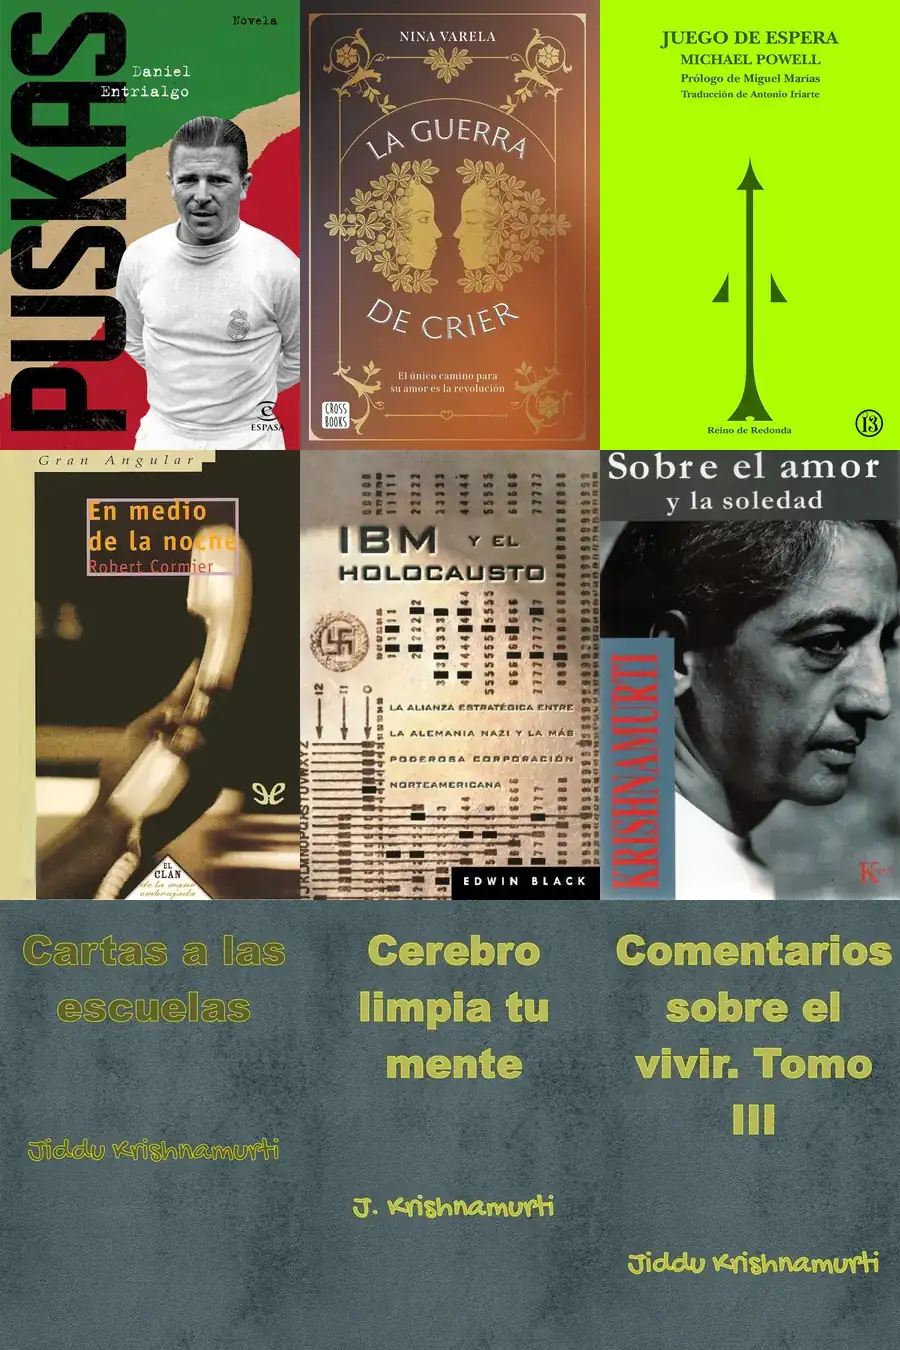 PUSKAS
Novela
Daniel
Entrialgo
ESPASA
NINA VARELA
LA GUERRA
DE CRIER
El único camino para
su amor es la revolución
CROSS
BOOKS
JUEGO DE ESPERA
MICHAEL POWELL
Prólogo de Miguel Marías
Traducción de Antonio Iriarte
Reino de Redonda
13
Gran Angular
En medio
de la noche
Robert Cormier
EL
CLAN
de la mano
IBM Y EL
HOLOCAUSTO
LA ALIANZA ESTRATÉGICA ENTRE
LA ALEMANIA NAZI Y LA MÁS
PODEROSA CORPORACIÓN
NORTEAMERICANA
EDWIN BLACK
Sobre el amor
y la soledad
KRISHNAMURTI
Cartas a las
escuelas
Jiddu Krishnamurti
Cerebro
limpia tu
mente
J. Krishnamurti
Comentarios
sobre el
vivir. Tomo
III
Jiddu Krishnamurti